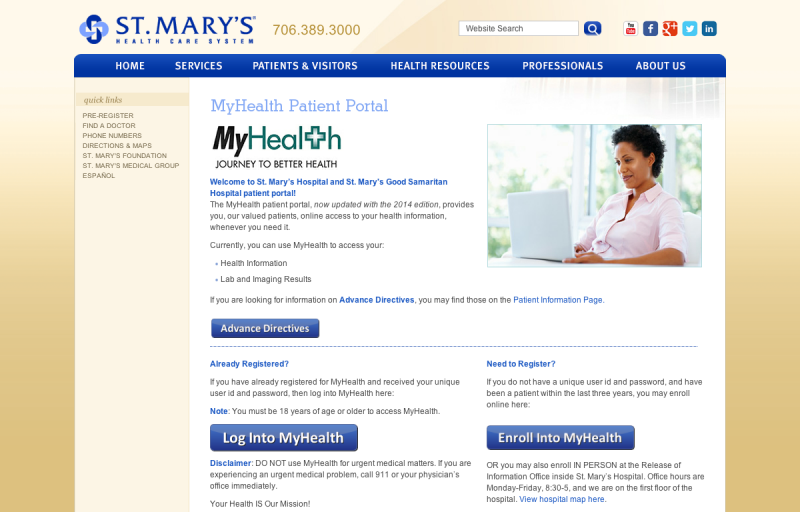 ST. MARY'S®
HEALTH CARE SYSTEM
706.389.3000
Website Search
You
Tube
HOME SERVICES PATIENTS & VISITORS HEALTH RESOURCES PROFESSIONALS ABOUT US
quick links
PRE-REGISTER
FIND A DOCTOR
PHONE NUMBERS
DIRECTIONS & MAPS
ST. MARY'S FOUNDATION
ST. MARY'S MEDICAL GROUP
ESPAÑOL
MyHealth Patient Portal
MyHealth
JOURNEY TO BETTER HEALTH
Welcome to St. Mary's Hospital and St. Mary's Good Samaritan
Hospital patient portal!
The MyHealth patient portal, now updated with the 2014 edition, provides
you, our valued patients, online access to your health information,
whenever you need it.
Currently, you can use MyHealth to access your:
• Health Information
• Lab and Imaging Results
If you are looking for information on Advance Directives, you may find those on the Patient Information Page.
Advance Directives
Already Registered?
If you have already registered for MyHealth and received your unique
user id and password, then log into MyHealth here:
Note: You must be 18 years of age or older to access MyHealth.
Log Into MyHealth
Disclaimer: DO NOT use MyHealth for urgent medical matters. If you are
experiencing an urgent medical problem, call 911 or your physician's
office immediately.
Your Health IS Our Mission!
Need to Register?
If you do not have a unique user id and password, and have
been a patient within the last three years, you may enroll
online here:
Enroll Into MyHealth
OR you may also enroll IN PERSON at the Release of
Information Office inside St. Mary's Hospital. Office hours are
Monday-Friday, 8:30-5, and we are on the first floor of the
hospital. View hospital map here.